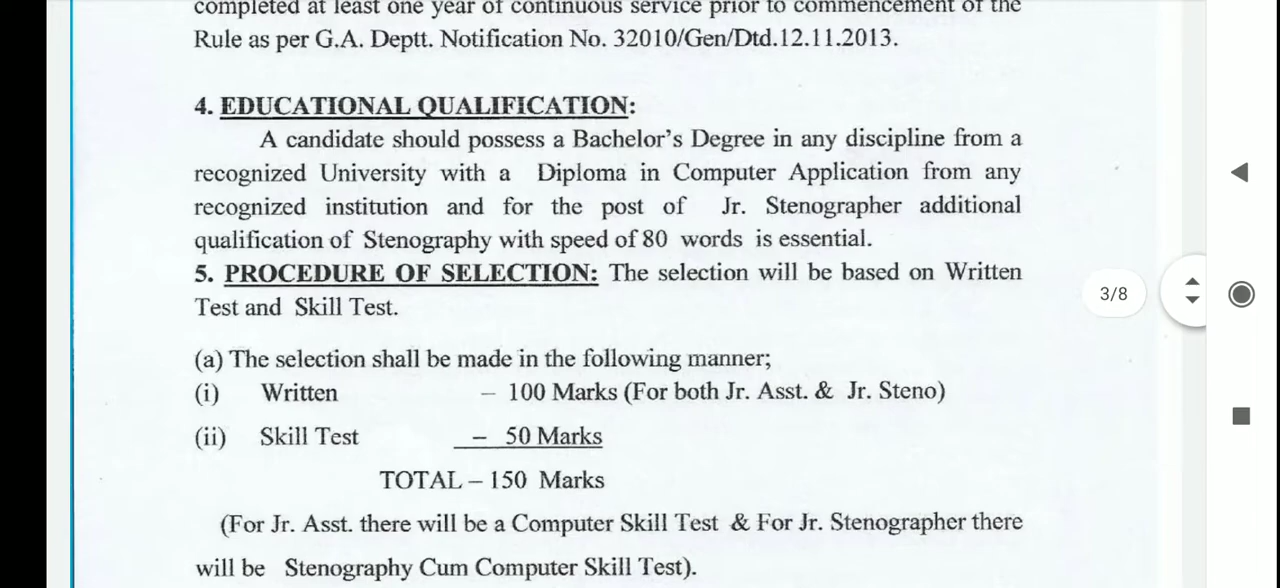 completed at least one year of continuous service prior to commencement of the
Rule as per G.A. Deptt. Notification No. 32010/Gen/Dtd.12.11.2013.
4. EDUCATIONAL QUALIFICATION:
A candidate should possess a Bachelor's Degree in any discipline from a
recognized University with a Diploma in Computer Application from any
recognized institution and for the post of Jr. Stenographer additional
qualification of Stenography with speed of 80 words is essential.
5. PROCEDURE OF SELECTION: The selection will be based on Written
Test and Skill Test.
3/8
(a) The selection shall be made in the following manner;
(i) Written – 100 Marks (For both Jr. Asst. & Jr. Steno)
(ii) Skill Test – 50 Marks
TOTAL – 150 Marks
(For Jr. Asst. there will be a Computer Skill Test & For Jr. Stenographer there
will be Stenography Cum Computer Skill Test).